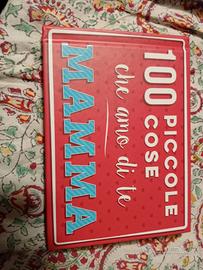 100 PICCOLE
COSE
che amo di te
MAMMA